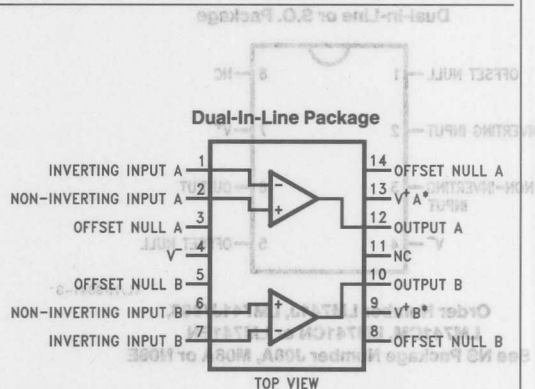 Dual-In-Line Package
INVERTING INPUT A 1
14 OFFSET NULL A
NON-INVERTING INPUT A 2
13 V⁺A*
OFFSET NULL A 3
12 OUTPUT A
V⁻ 4
11 NC
OFFSET NULL B 5
10 OUTPUT B
NON-INVERTING INPUT B 6
9 V⁺B*
INVERTING INPUT B 7
8 OFFSET NULL B
TOP VIEW